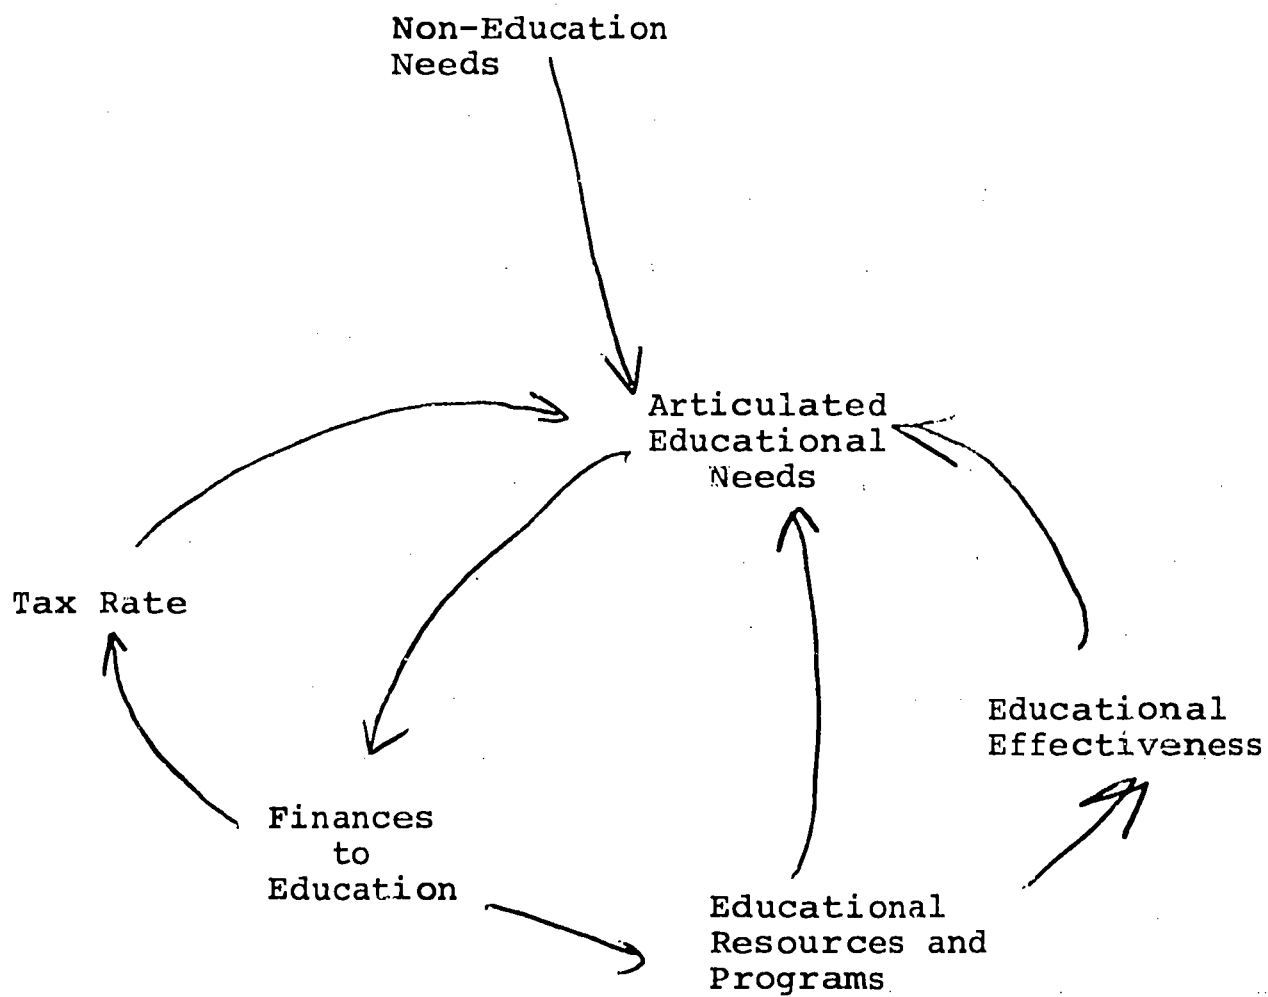 Non-Education
Needs
Articulated
Educational
Needs
Tax Rate
Educational
Effectiveness
Finances
to
Education
Educational
Resources and
Programs